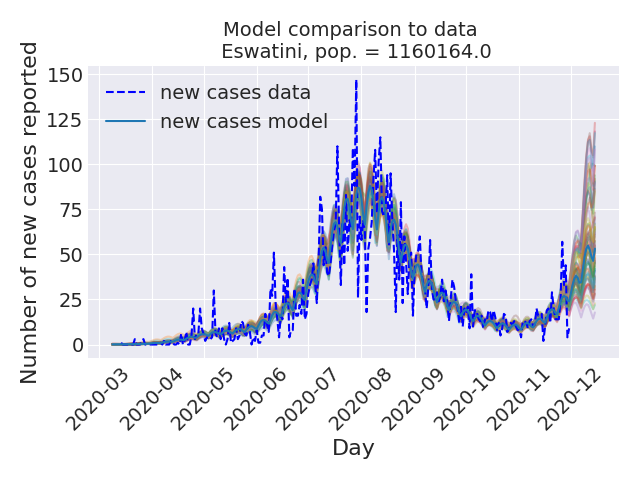 Model comparison to data
Eswatini, pop. = 1160164.0
Number of new cases reported
150
125
100
75
50
25
0
new cases data
new cases model
2020-03
2020-04
2020-05
2020-06
2020-07
2020-08
2020-09
2020-10
2020-11
2020-12
Day